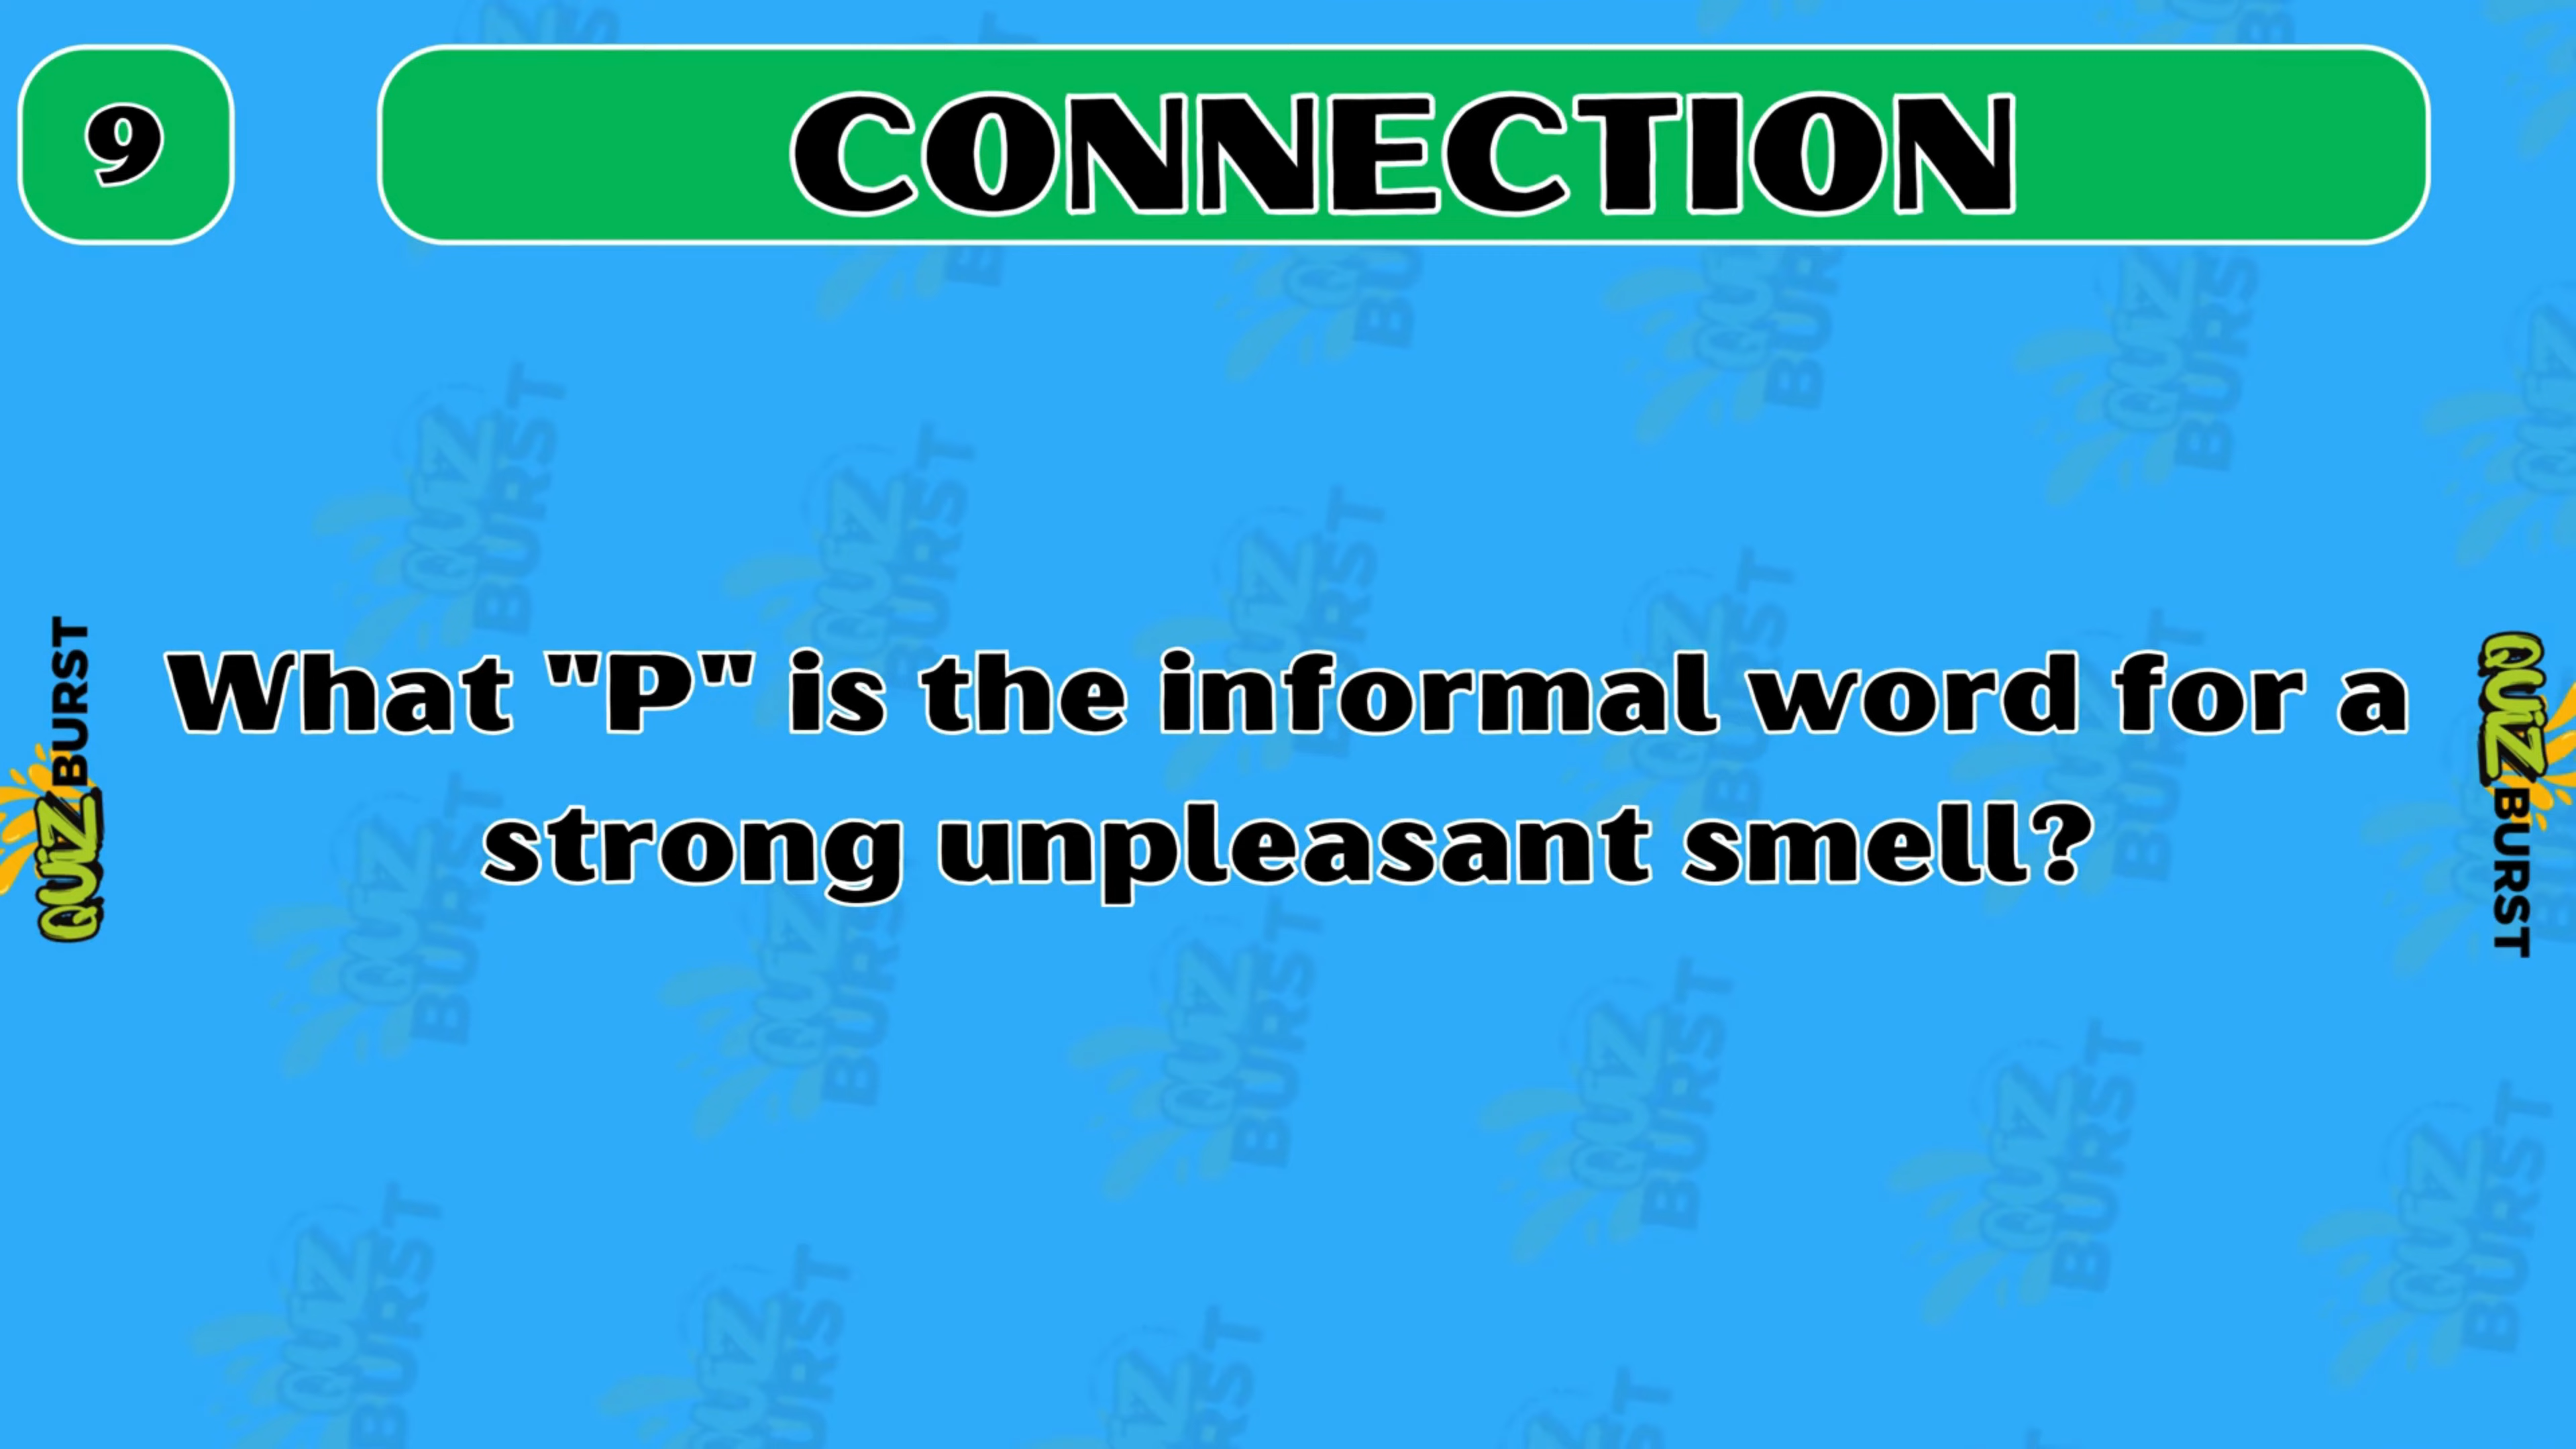 9
CONNECTION
What "P" is the informal word for a
strong unpleasant smell?
QUIZ BURST
QUIZ BURST